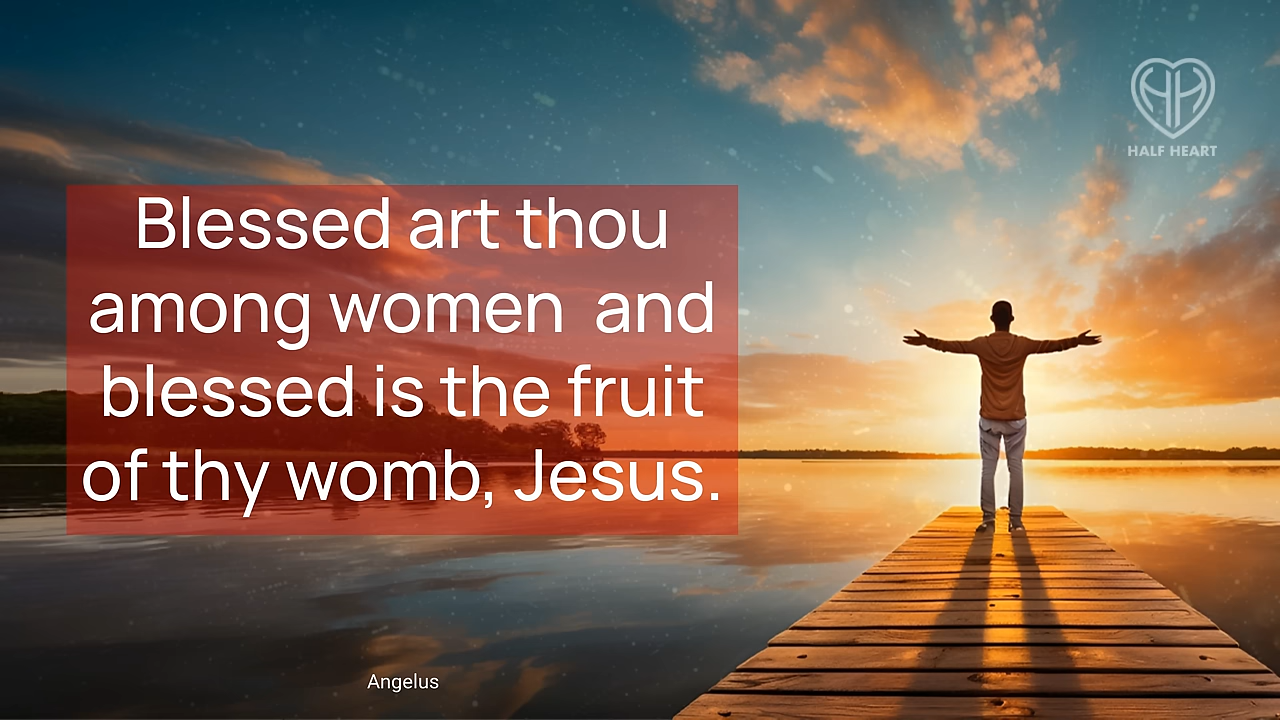 HALF HEART
Blessed art thou
among women  and
blessed is the fruit
of thy womb, Jesus.
Angelus